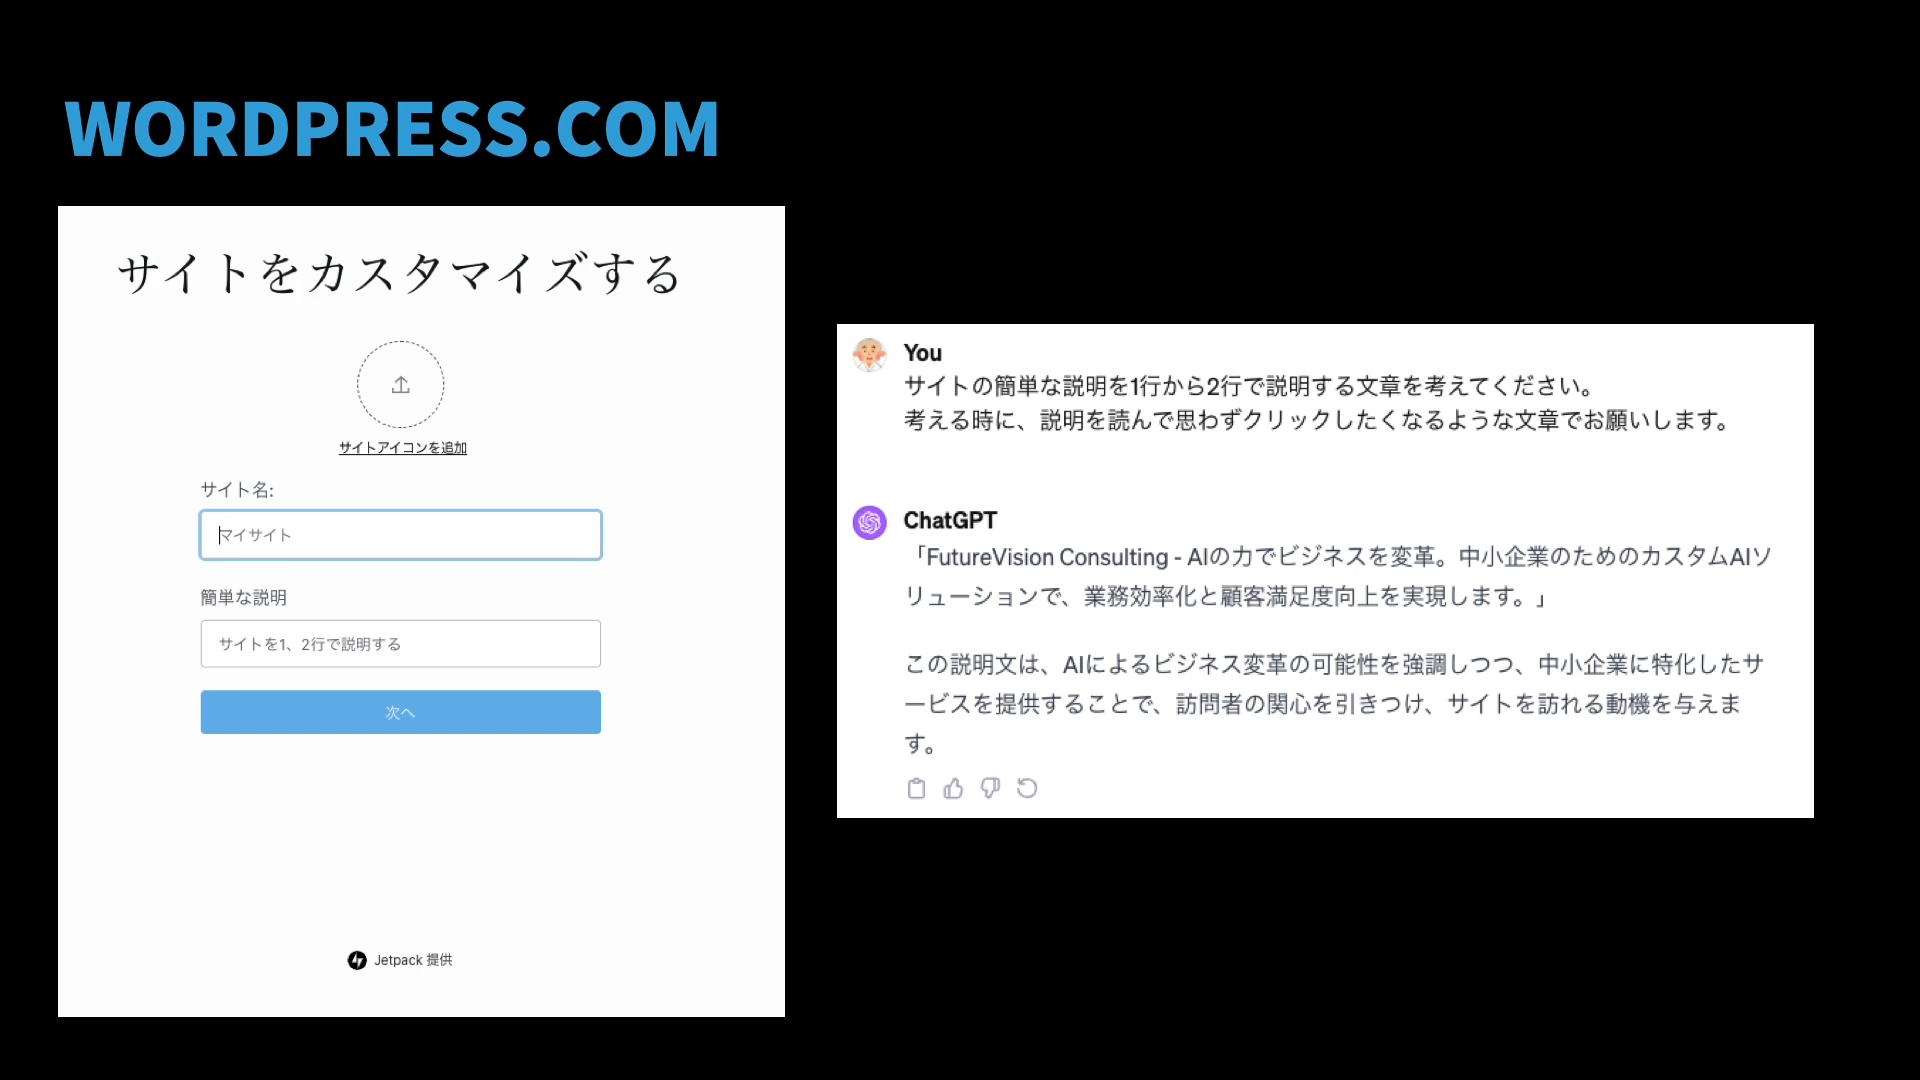 WORDPRESS.COM
サイトをカスタマイズする
サイトアイコンを追加
サイト名:
マイサイト
簡単な説明
サイトを1、2行で説明する
次へ
Jetpack 提供
You
サイトの簡単な説明を1行から2行で説明する文章を考えてください。
考える時に、説明を読んで思わずクリックしたくなるような文章でお願いします。
ChatGPT
「FutureVision Consulting - AIの力でビジネスを変革。中小企業のためのカスタムAIソ
リューションで、業務効率化と顧客満足度向上を実現します。」
この説明文は、AIによるビジネス変革の可能性を強調しつつ、中小企業に特化したサ
ービスを提供することで、訪問者の関心を引きつけ、サイトを訪れる動機を与えま
す。